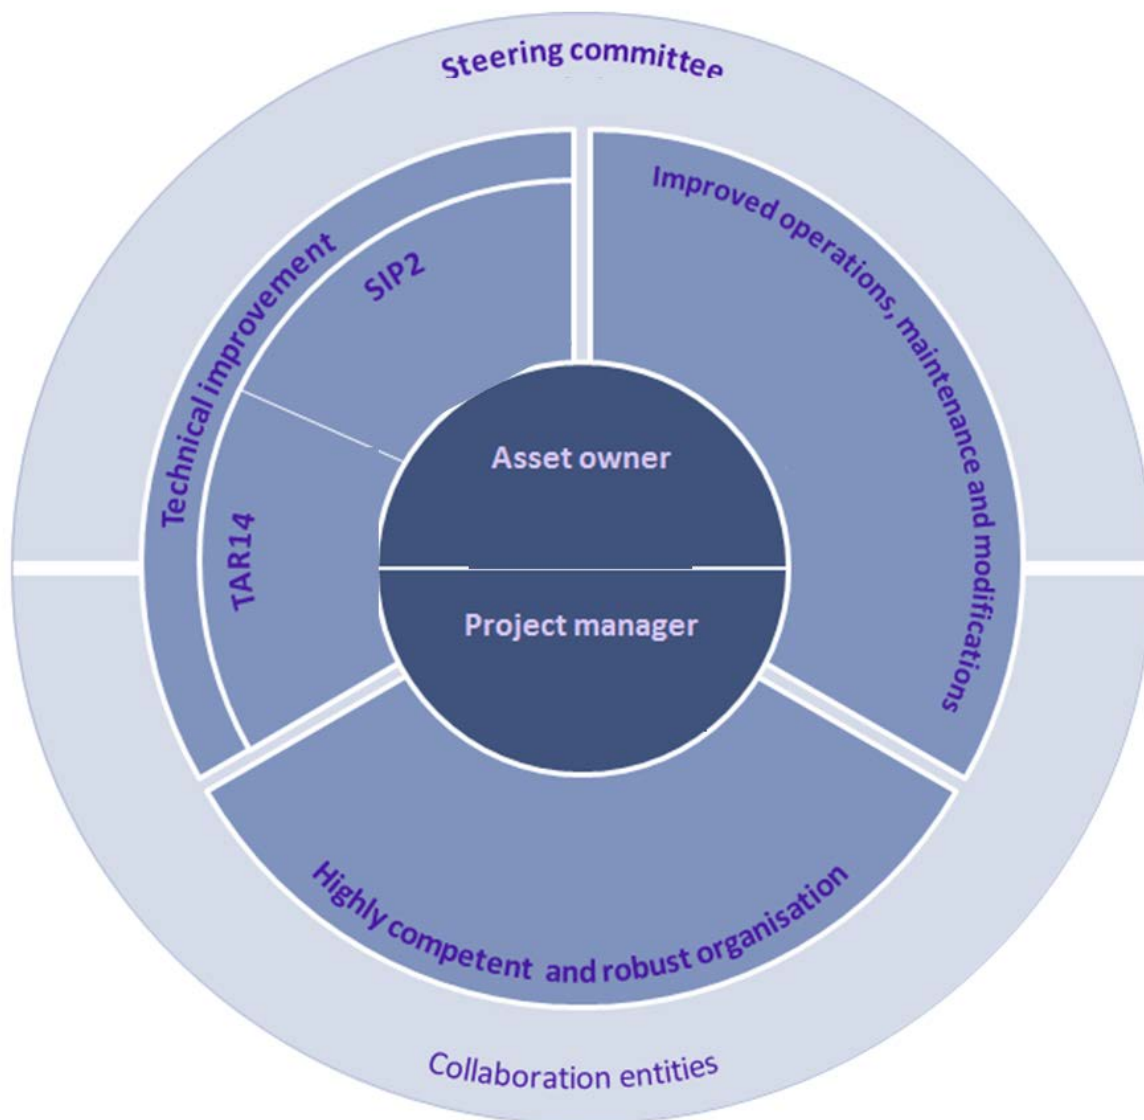 Steering committee
Improved operations, maintenance and modifications
Technical improvement
SIP2
TAR14
Asset owner
Project manager
Highly competent and robust organisation
Collaboration entities